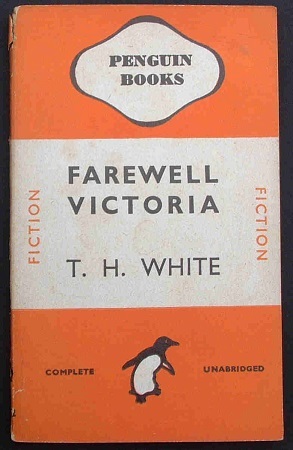 PENGUIN
BOOKS
FAREWELL
VICTORIA
FICTION
FICTION
T. H. WHITE
COMPLETE
UNABRIDGED